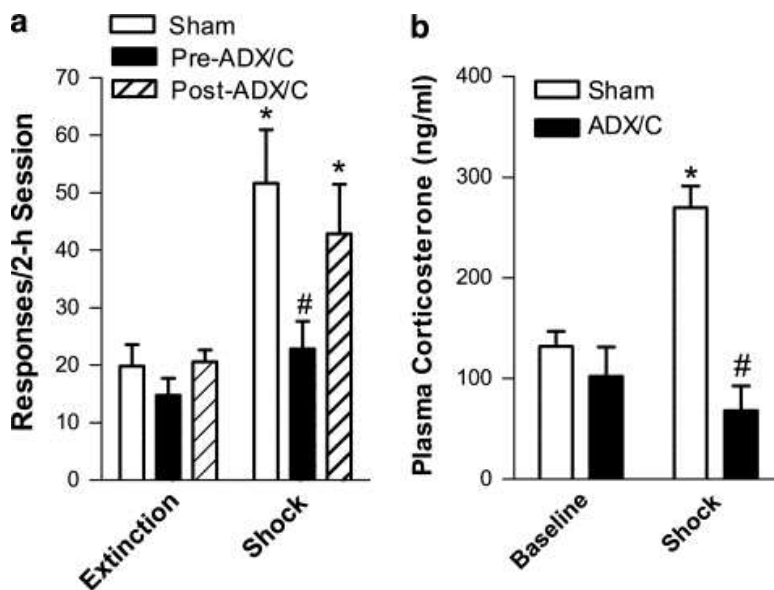 a
Sham
Pre-ADX/C
Post-ADX/C
Responses/2-h Session
70
60
50
40
30
20
10
0
*
#
*
Extinction
Shock
b
Sham
ADX/C
Plasma Corticosterone (ng/ml)
400
300
200
100
0
*
#
Baseline
Shock